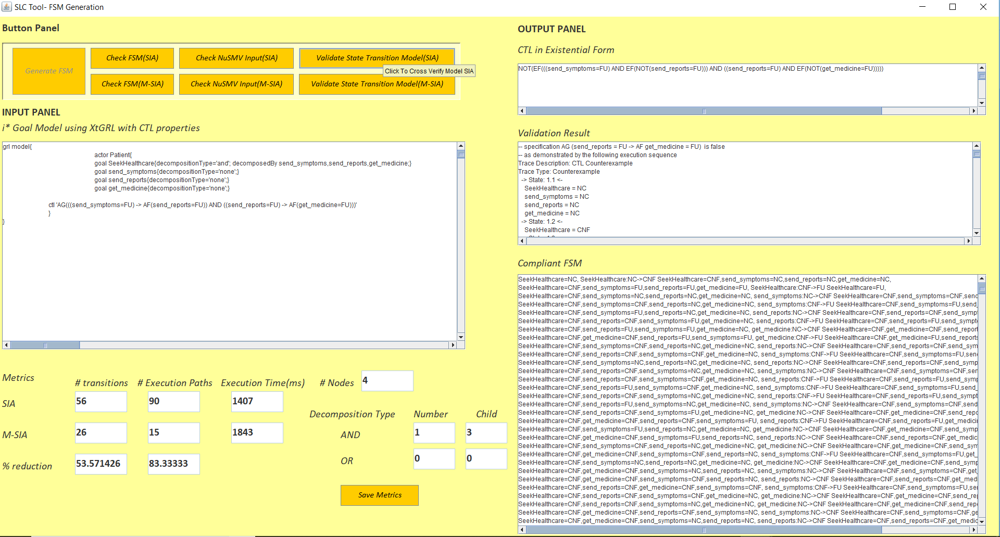 SLC Tool- FSM Generation
Button Panel
Generate FSM
Check FSM(SIA)
Check NuSMV Input(SIA)
Validate State Transition Model(SIA)
Click To Cross Verify Model SIA
Check FSM(M-SIA)
Check NuSMV Input(M-SIA)
Validate State Transition Model(M-SIA)
INPUT PANEL
i* Goal Model using XtGRL with CTL properties
grl model{
actor Patient{
goal SeekHealthcare{decompositionType='and'; decomposedBy send_symptoms,send_reports,get_medicine;}
goal send_symptoms{decompositionType='none';}
goal send_reports{decompositionType='none';}
goal get_medicine{decompositionType='none';}
ctl 'AG(((send_symptoms=FU) -> AF(send_reports=FU)) AND ((send_reports=FU) -> AF(get_medicine=FU)))'
}
}
Metrics
# transitions
# Execution Paths
Execution Time(ms)
# Nodes
4
SIA
56
90
1407
Decomposition Type
Number
Child
M-SIA
26
15
1843
AND
1
3
% reduction
53.571426
83.33333
OR
0
0
Save Metrics
OUTPUT PANEL
CTL in Existential Form
NOT(EF(((send_symptoms=FU) AND EF(NOT(send_reports=FU))) AND ((send_reports=FU) AND EF(NOT(get_medicine=FU)))))
Validation Result
-- specification AG (send_reports = FU -> AF get_medicine = FU)  is false
-- as demonstrated by the following execution sequence
Trace Description: CTL Counterexample
Trace Type: Counterexample
-> State: 1.1 <-
SeekHealthcare = NC
send_symptoms = NC
send_reports = NC
get_medicine = NC
-> State: 1.2 <-
SeekHealthcare = CNF
Compliant FSM
SeekHealthcare=NC, SeekHealthcare:NC->CNF SeekHealthcare=CNF,send_symptoms=NC,send_reports=NC,get_medicine=NC,
SeekHealthcare=CNF,send_symptoms=FU,send_reports=FU,get_medicine=FU, SeekHealthcare:CNF->FU SeekHealthcare=FU,
SeekHealthcare=CNF,send_symptoms=NC,send_reports=NC,get_medicine=NC, send_symptoms:NC->CNF SeekHealthcare=CNF,send_symptoms=CNF,send
SeekHealthcare=CNF,send_symptoms=CNF,send_reports=NC,get_medicine=NC, send_symptoms:CNF->FU SeekHealthcare=CNF,send_symptoms=FU,send_
SeekHealthcare=CNF,send_symptoms=FU,send_reports=NC,get_medicine=NC, send_reports:NC->CNF SeekHealthcare=CNF,send_reports=CNF,send_sympt
SeekHealthcare=CNF,send_reports=CNF,send_symptoms=FU,get_medicine=NC, send_reports:CNF->FU SeekHealthcare=CNF,send_reports=FU,send_sympt
SeekHealthcare=CNF,send_reports=FU,send_symptoms=FU,get_medicine=NC, get_medicine:NC->CNF SeekHealthcare=CNF,get_medicine=CNF,send_report
SeekHealthcare=CNF,get_medicine=CNF,send_reports=FU,send_symptoms=FU, get_medicine:CNF->FU SeekHealthcare=CNF,get_medicine=FU,send_reports
SeekHealthcare=CNF,send_symptoms=CNF,send_reports=NC,get_medicine=NC, send_reports:NC->CNF SeekHealthcare=CNF,send_reports=CNF,send_sym
SeekHealthcare=CNF,send_reports=CNF,send_symptoms=CNF,get_medicine=NC, send_symptoms:CNF->FU SeekHealthcare=CNF,send_symptoms=FU,sen
SeekHealthcare=CNF,send_symptoms=NC,send_reports=NC,get_medicine=NC, send_reports:NC->CNF SeekHealthcare=CNF,send_reports=CNF,send_symp
SeekHealthcare=CNF,send_reports=CNF,send_symptoms=NC,get_medicine=NC, send_symptoms:NC->CNF SeekHealthcare=CNF,send_symptoms=CNF,sen
SeekHealthcare=CNF,send_reports=CNF,send_symptoms=CNF,get_medicine=NC, send_reports:CNF->FU SeekHealthcare=CNF,send_reports=FU,send_symp
SeekHealthcare=CNF,send_reports=FU,send_symptoms=CNF,get_medicine=NC, send_symptoms:CNF->FU SeekHealthcare=CNF,send_symptoms=FU,send_
SeekHealthcare=CNF,send_reports=CNF,send_symptoms=NC,get_medicine=NC, send_reports:CNF->FU SeekHealthcare=CNF,send_reports=FU,send_sympt
SeekHealthcare=CNF,send_reports=FU,send_symptoms=NC,get_medicine=NC, send_symptoms:NC->CNF SeekHealthcare=CNF,send_symptoms=CNF,send
SeekHealthcare=CNF,send_reports=CNF,send_symptoms=FU,get_medicine=NC, get_medicine:NC->CNF SeekHealthcare=CNF,get_medicine=CNF,send_repo
SeekHealthcare=CNF,get_medicine=CNF,send_reports=CNF,send_symptoms=FU, send_reports:CNF->FU SeekHealthcare=CNF,send_reports=FU,get_medici
SeekHealthcare=CNF,send_symptoms=FU,send_reports=NC,get_medicine=NC, get_medicine:NC->CNF SeekHealthcare=CNF,get_medicine=CNF,send_symp
SeekHealthcare=CNF,get_medicine=CNF,send_symptoms=FU,send_reports=NC, send_reports:NC->CNF SeekHealthcare=CNF,send_reports=CNF,get_medic
SeekHealthcare=CNF,send_symptoms=CNF,send_reports=NC,get_medicine=NC, get_medicine:NC->CNF SeekHealthcare=CNF,get_medicine=CNF,send_sym
SeekHealthcare=CNF,get_medicine=CNF,send_symptoms=CNF,send_reports=NC, send_symptoms:CNF->FU SeekHealthcare=CNF,send_symptoms=FU,get_
SeekHealthcare=CNF,send_symptoms=NC,send_reports=NC,get_medicine=NC, get_medicine:NC->CNF SeekHealthcare=CNF,get_medicine=CNF,send_symp
SeekHealthcare=CNF,get_medicine=CNF,send_symptoms=NC,send_reports=NC, send_symptoms:NC->CNF SeekHealthcare=CNF,send_symptoms=CNF,get_
SeekHealthcare=CNF,get_medicine=CNF,send_symptoms=CNF,send_reports=NC, send_reports:NC->CNF SeekHealthcare=CNF,send_reports=CNF,get_medi
SeekHealthcare=CNF,send_reports=CNF,get_medicine=CNF,send_symptoms=CNF, send_symptoms:CNF->FU SeekHealthcare=CNF,send_symptoms=FU,se
SeekHealthcare=CNF,send_reports=CNF,send_symptoms=CNF,get_medicine=NC, get_medicine:NC->CNF SeekHealthcare=CNF,get_medicine=CNF,send_rep
SeekHealthcare=CNF,send_reports=CNF,send_symptoms=NC,get_medicine=NC, get_medicine:NC->CNF SeekHealthcare=CNF,get_medicine=CNF,send_repo
SeekHealthcare=CNF,get_medicine=CNF,send_reports=CNF,send_symptoms=NC, send_symptoms:NC->CNF SeekHealthcare=CNF,send_symptoms=CNF,ge
SeekHealthcare=CNF,get_medicine=CNF,send_symptoms=NC,send_reports=NC, send_reports:NC->CNF SeekHealthcare=CNF,send_reports=CNF,get_medic